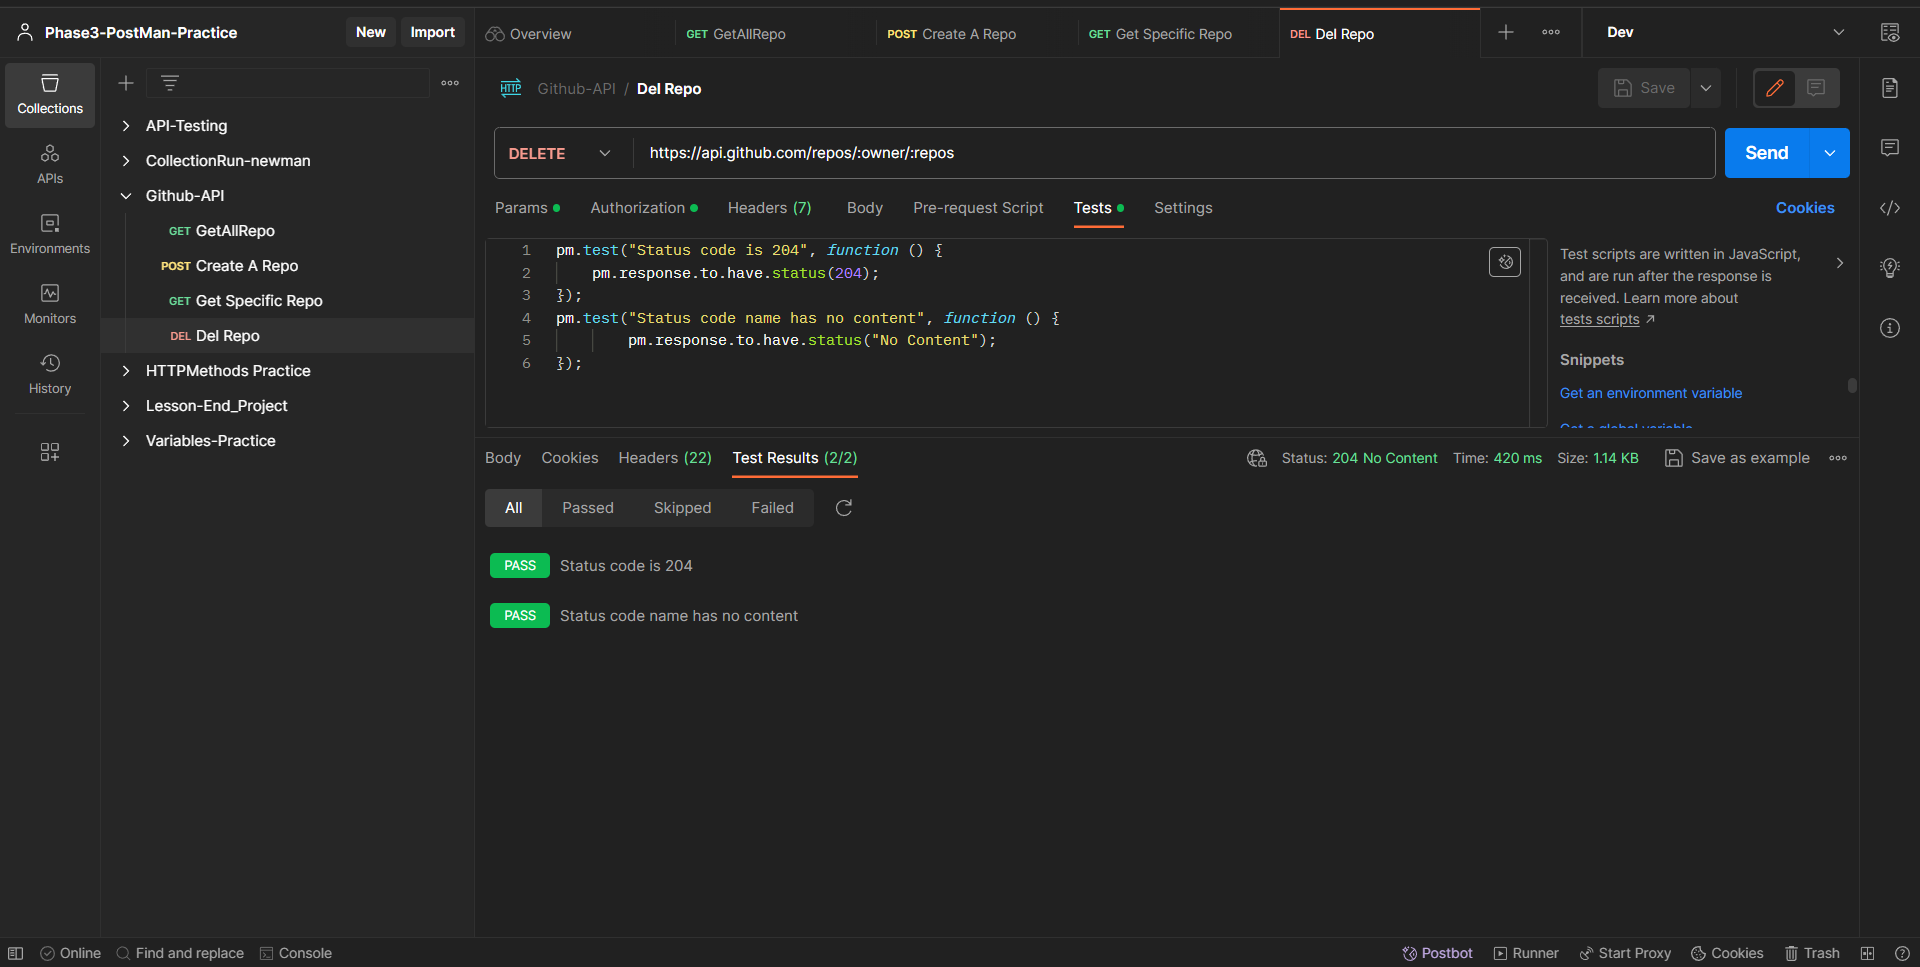 Phase3-PostMan-Practice
New
Import
Overview
GET GetAllRepo
POST Create A Repo
GET Get Specific Repo
DEL Del Repo
Dev
Collections
APIs
Environments
Monitors
History
API-Testing
CollectionRun-newman
Github-API
GET GetAllRepo
POST Create A Repo
GET Get Specific Repo
DEL Del Repo
HTTPMethods Practice
Lesson-End_Project
Variables-Practice
HTTP Github-API / Del Repo
Save
DELETE
https://api.github.com/repos/:owner/:repos
Send
Params
Authorization
Headers (7)
Body
Pre-request Script
Tests
Settings
Cookies
1 pm.test("Status code is 204", function () {
2 pm.response.to.have.status(204);
3 });
4 pm.test("Status code name has no content", function () {
5 pm.response.to.have.status("No Content");
6 });
Test scripts are written in JavaScript,
and are run after the response is
received. Learn more about
tests scripts ↗
Snippets
Get an environment variable
Get a global variable
Body
Cookies
Headers (22)
Test Results (2/2)
Status: 204 No Content
Time: 420 ms
Size: 1.14 KB
Save as example
All
Passed
Skipped
Failed
PASS Status code is 204
PASS Status code name has no content
Online
Find and replace
Console
Postbot
Runner
Start Proxy
Cookies
Trash